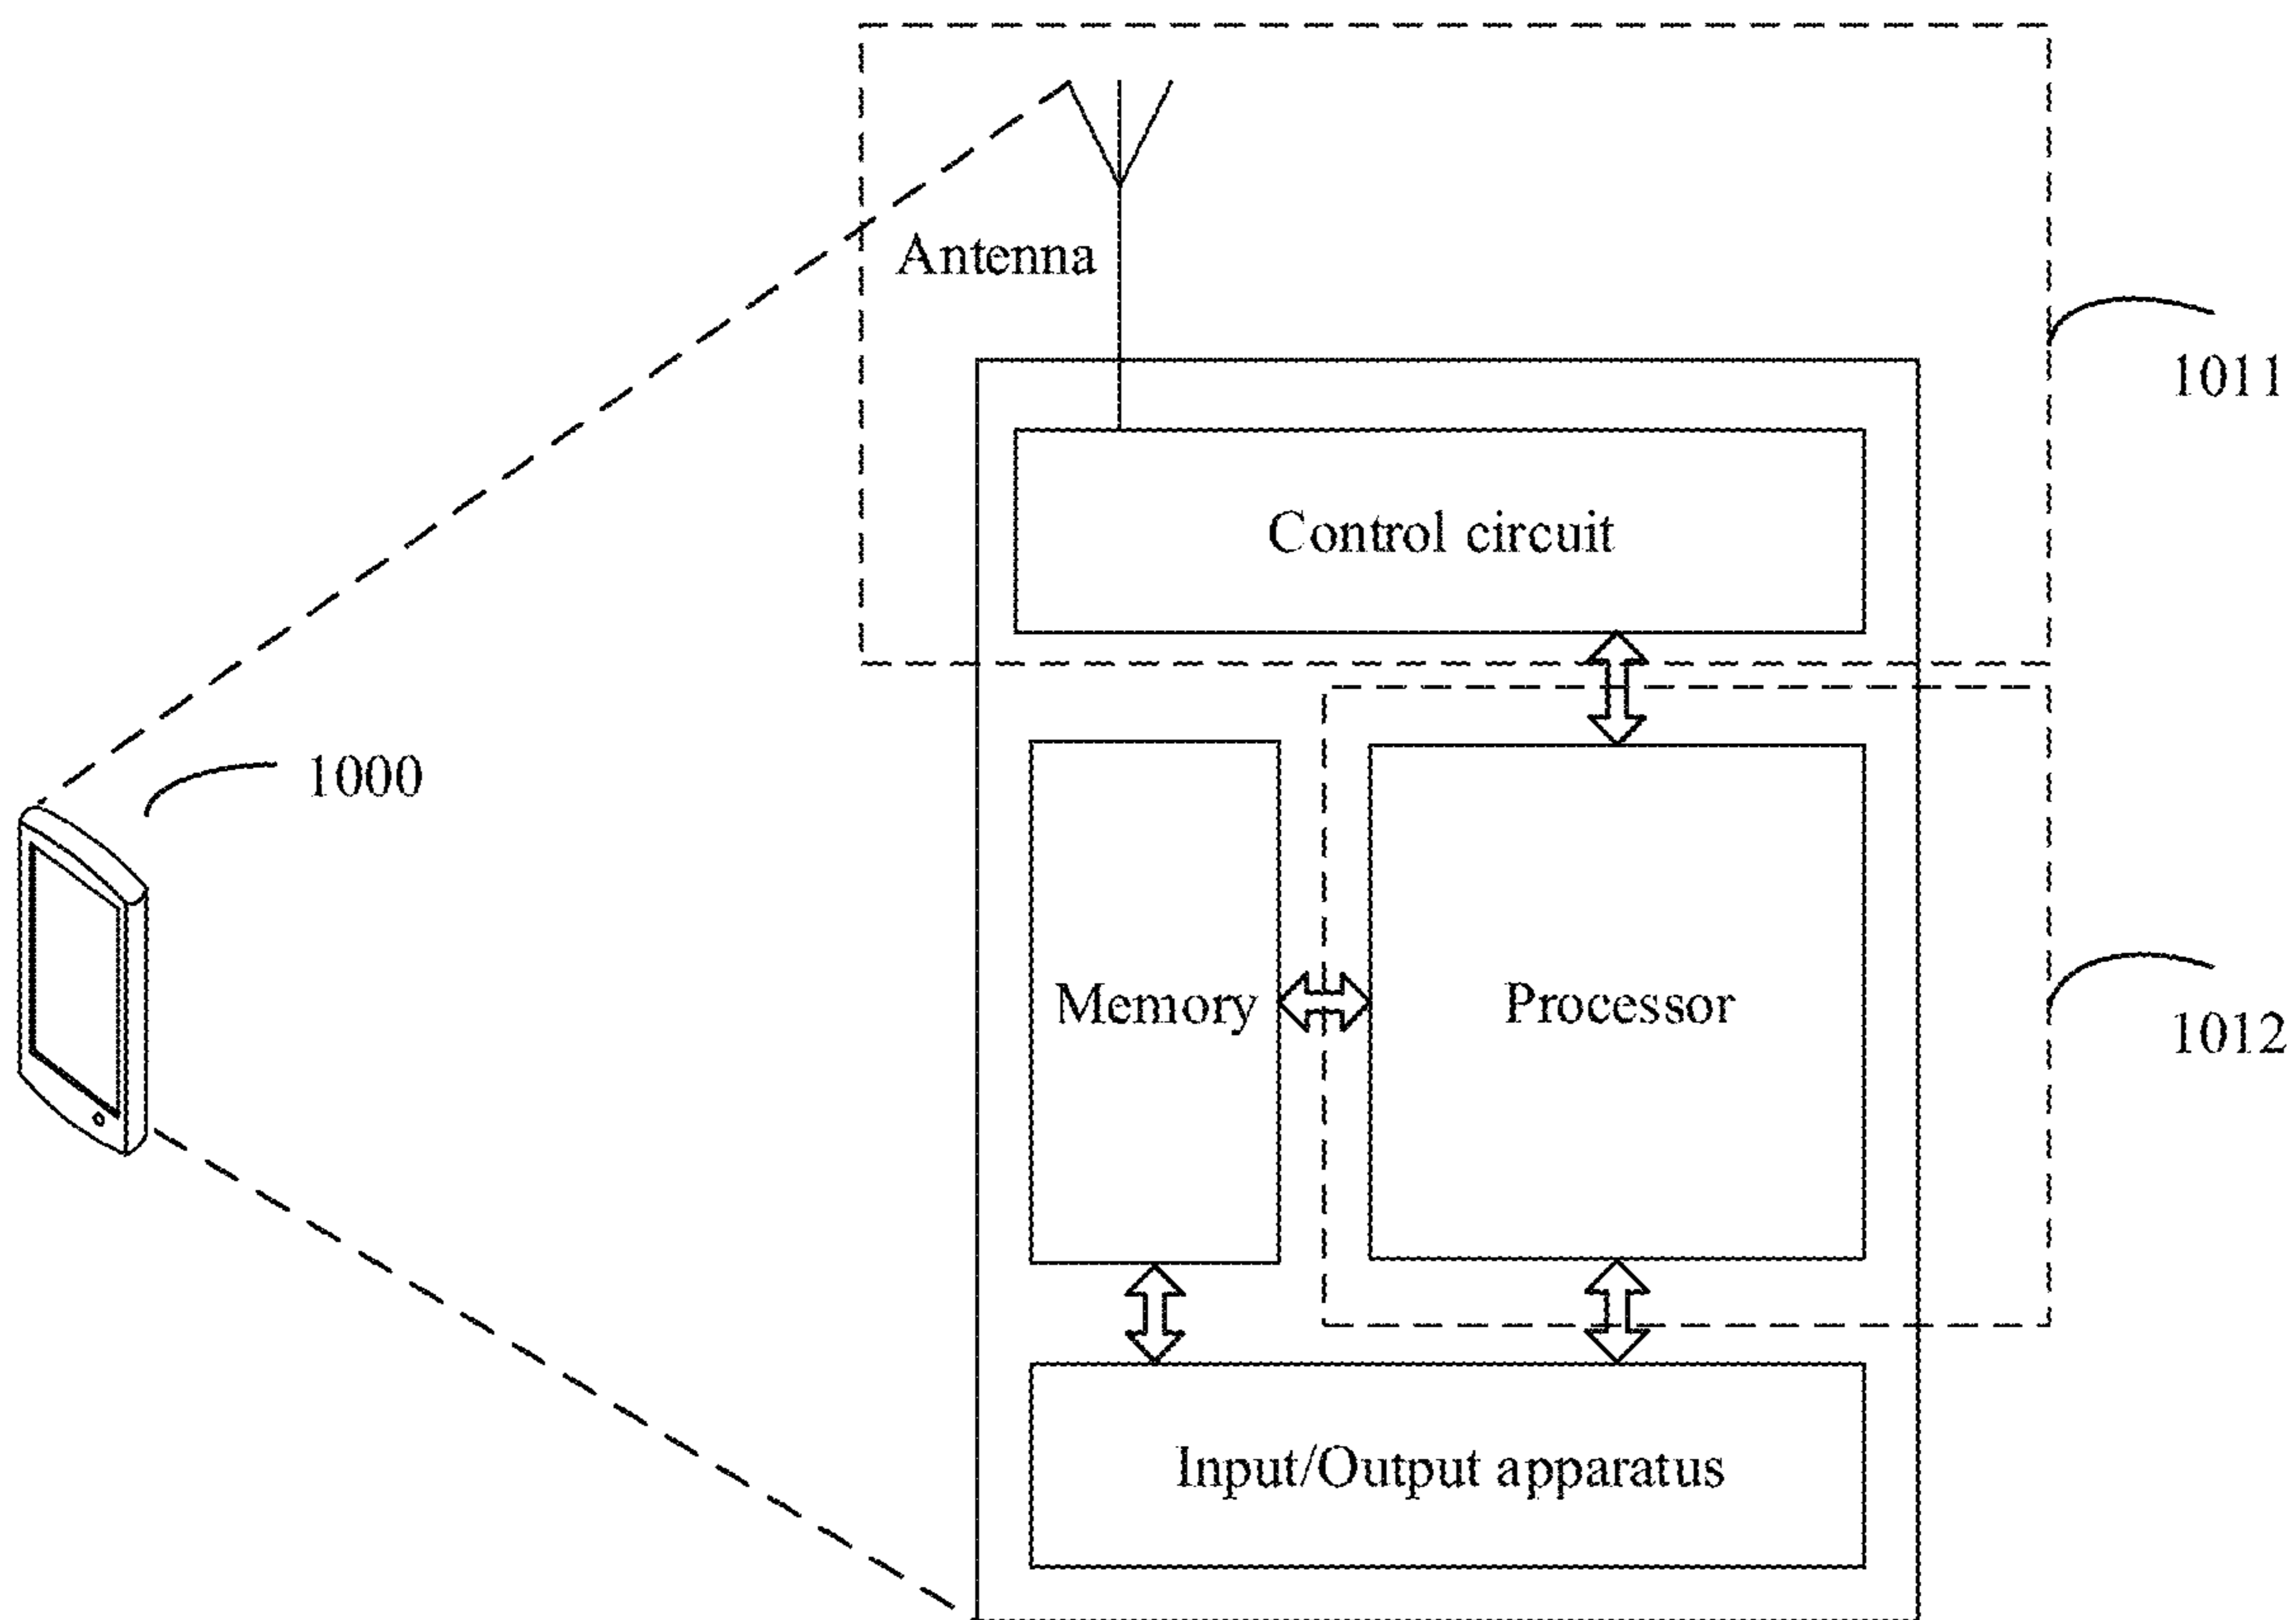 Antenna
1011
Control circuit
1000
Memory
Processor
1012
Input/Output apparatus